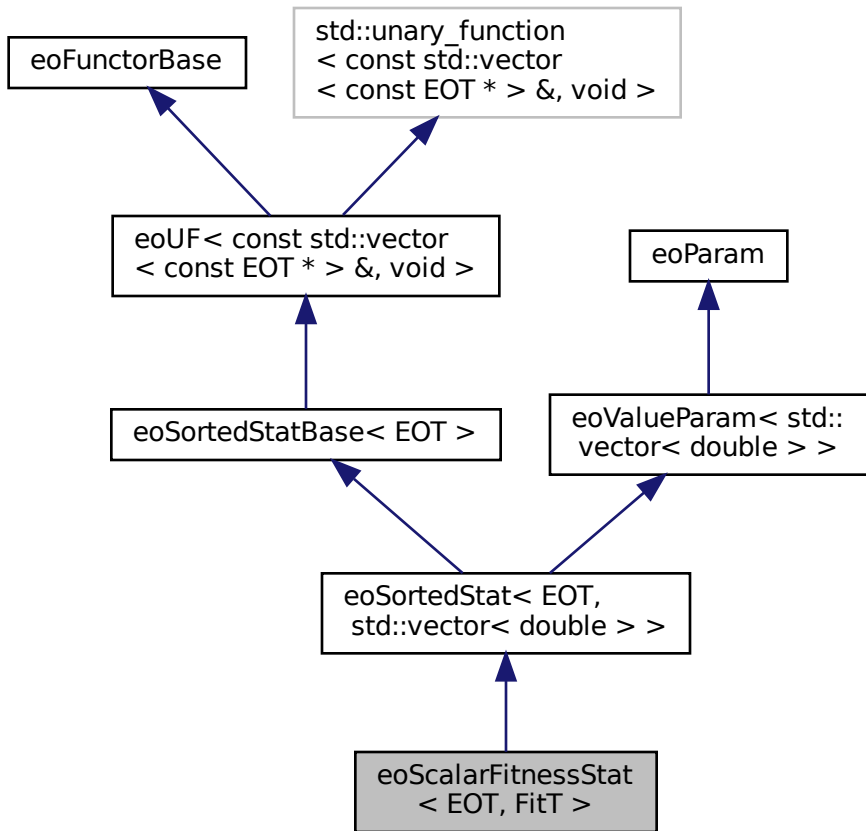 std::unary_function
< const std::vector
< const EOT * > &, void >
eoFunctorBase
eoUF< const std::vector
< const EOT * > &, void >
eoParam
eoSortedStatBase< EOT >
eoValueParam< std::
vector< double > >
eoSortedStat< EOT,
std::vector< double > >
eoScalarFitnessStat
< EOT, FitT >